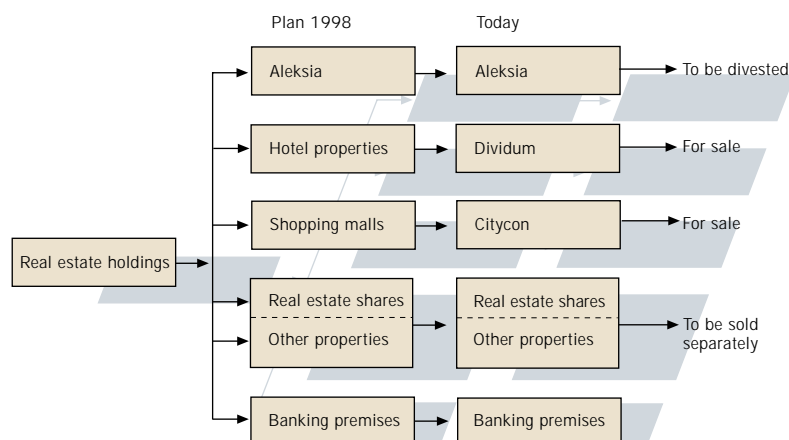 Plan 1998
Today
Aleksia
Aleksia
To be divested
Hotel properties
Dividum
For sale
Shopping malls
Citycon
For sale
Real estate holdings
Real estate shares
Real estate shares
Other properties
Other properties
To be sold
separately
Banking premises
Banking premises